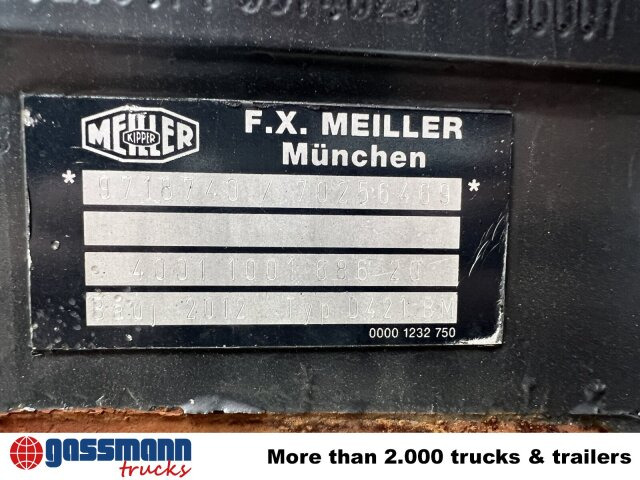 MEILLER
KIPPER
F.X. MEILLER
München
* 9718740 / 70256469 *
4001 1001 886 20
Bauj 2012 Typ D421 BM
0000 1232 750
gassmann
trucks
More than 2.000 trucks & trailers